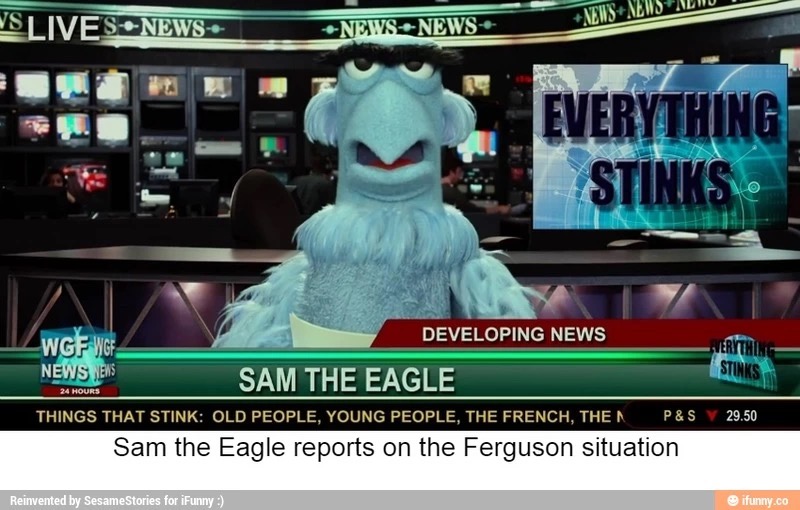 LIVE
VS NEWS
NEWS NEWS
NEWS NEWS NEWS
EVERYTHING
STINKS
DEVELOPING NEWS
WGF WGF
NEWS NEWS
24 HOURS
EVERYTHING
STINKS
SAM THE EAGLE
THINGS THAT STINK: OLD PEOPLE, YOUNG PEOPLE, THE FRENCH, THE
P & S ▼ 29.50
Sam the Eagle reports on the Ferguson situation
Reinvented by SesameStories for iFunny :)
ifunny.co